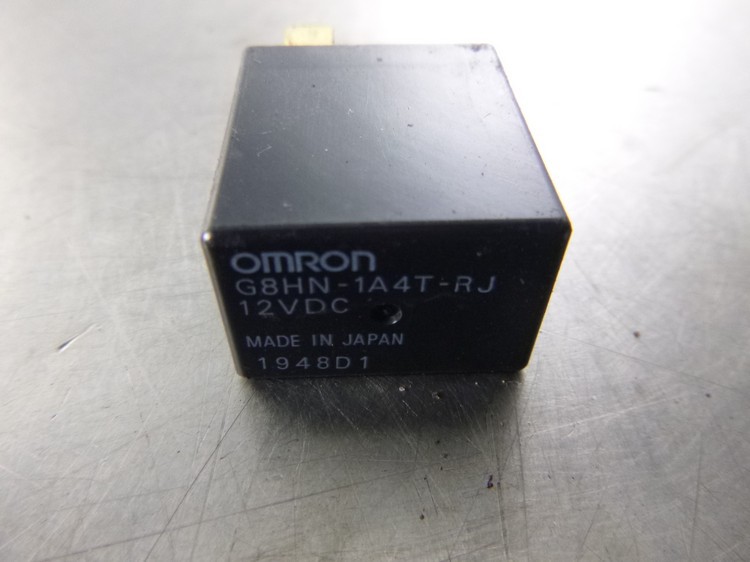 OMRON
G8HN-1A4T-RJ
12VDC
MADE IN JAPAN
1948D1